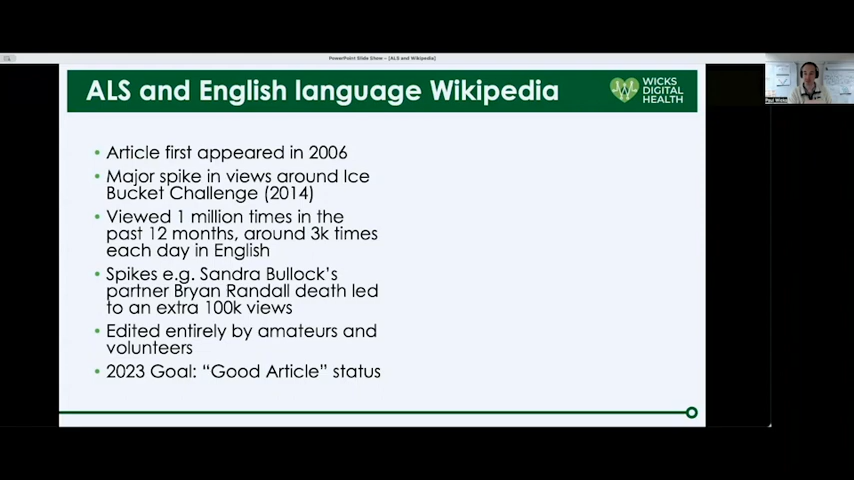 PowerPoint Slide Show - [ALS and Wikipedia]
ALS and English language Wikipedia
WICKS
DIGITAL
HEALTH
• Article first appeared in 2006
• Major spike in views around Ice
Bucket Challenge (2014)
• Viewed 1 million times in the
past 12 months, around 3k times
each day in English
• Spikes e.g. Sandra Bullock's
partner Bryan Randall death led
to an extra 100k views
• Edited entirely by amateurs and
volunteers
• 2023 Goal: “Good Article” status
Paul Wicks